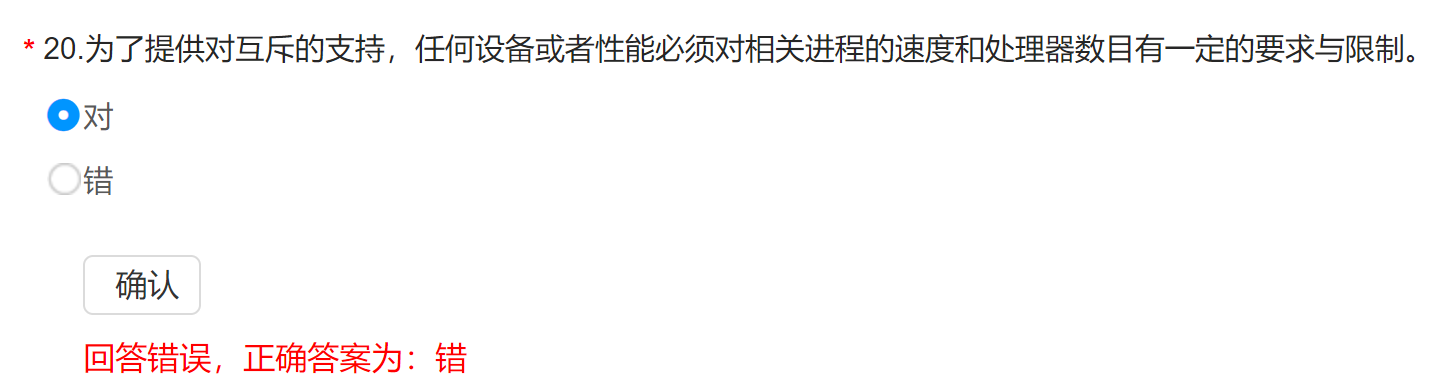 * 20.为了提供对互斥的支持，任何设备或者性能必须对相关进程的速度和处理器数目有一定的要求与限制。
对
错
确认
回答错误，正确答案为：错